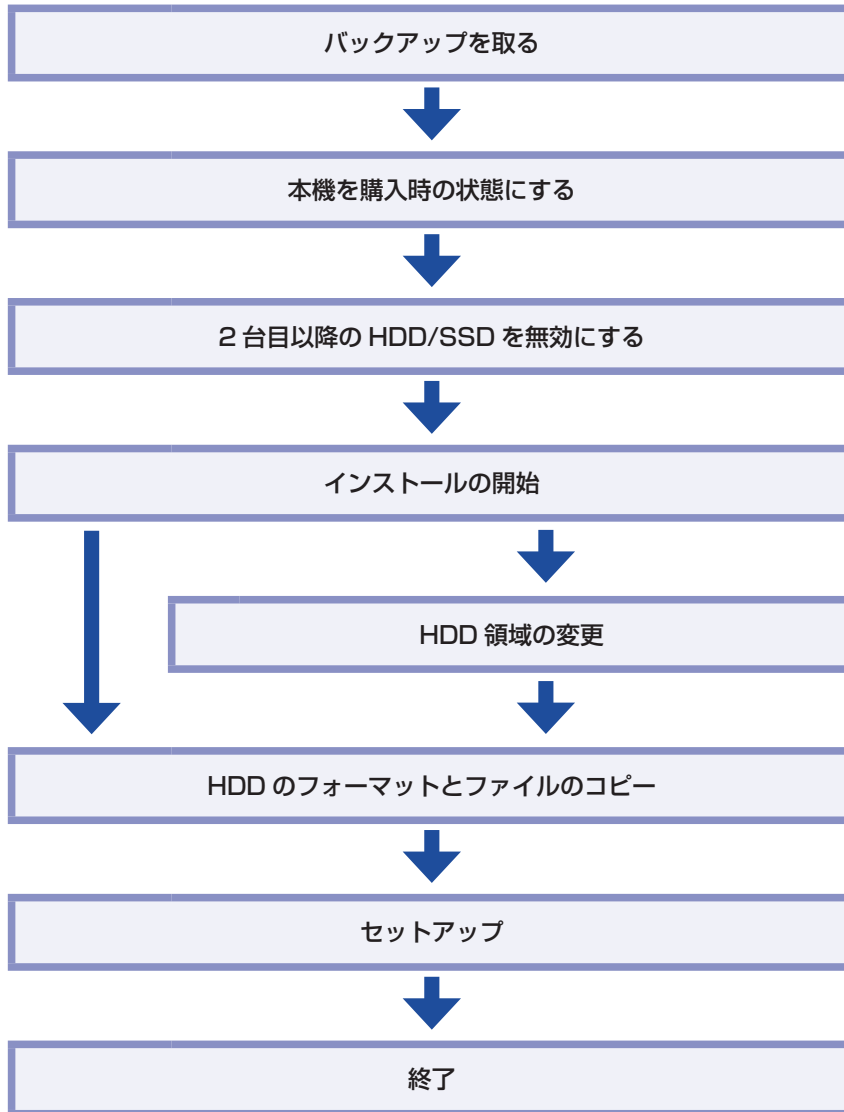 バックアップを取る
本機を購入時の状態にする
2台目以降の HDD/SSD を無効にする
インストールの開始
HDD 領域の変更
HDD のフォーマットとファイルのコピー
セットアップ
終了